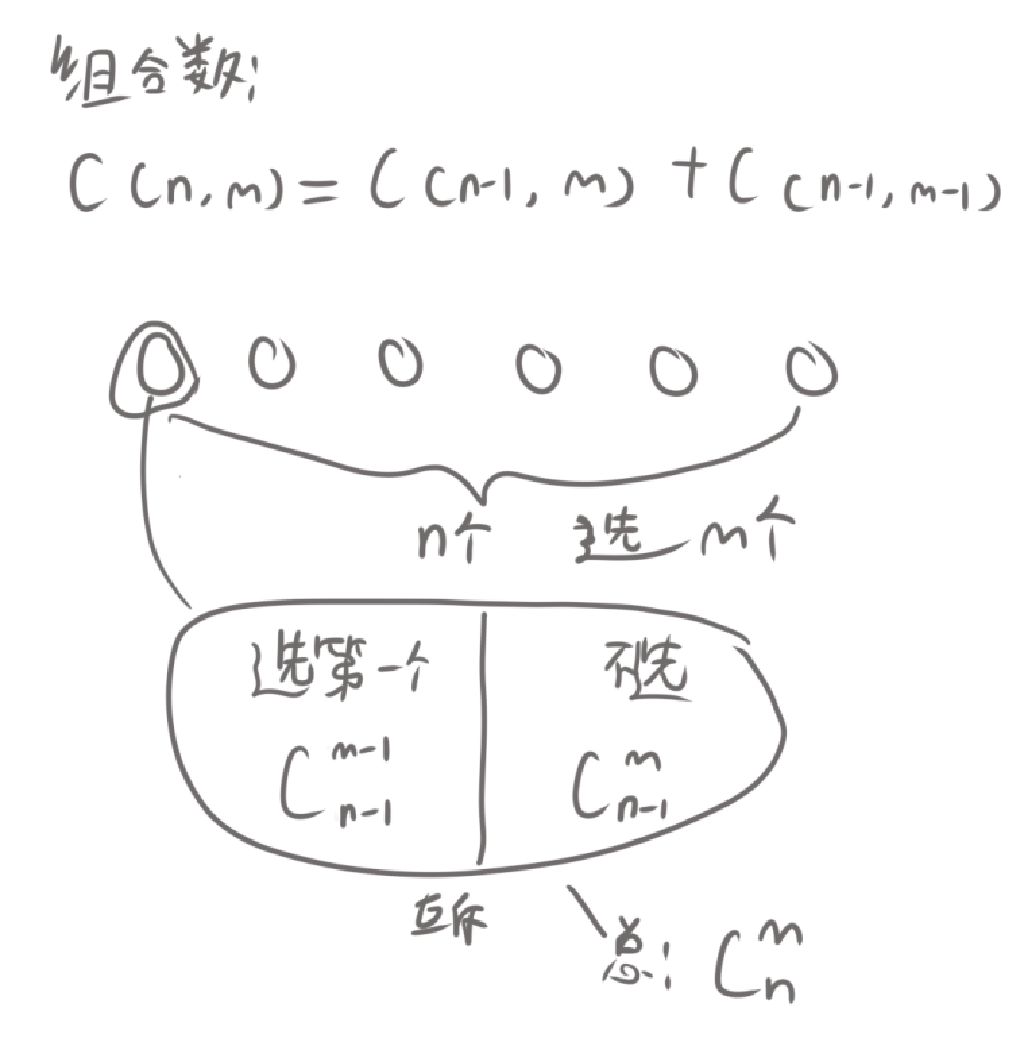 组合数:
C(n,m)=C(n-1,m)+C(n-1,m-1)
n个 选 m个
选第一个 不选
C_{n-1}^{m-1} C_{n-1}^{m}
互斥
总: C_n^m